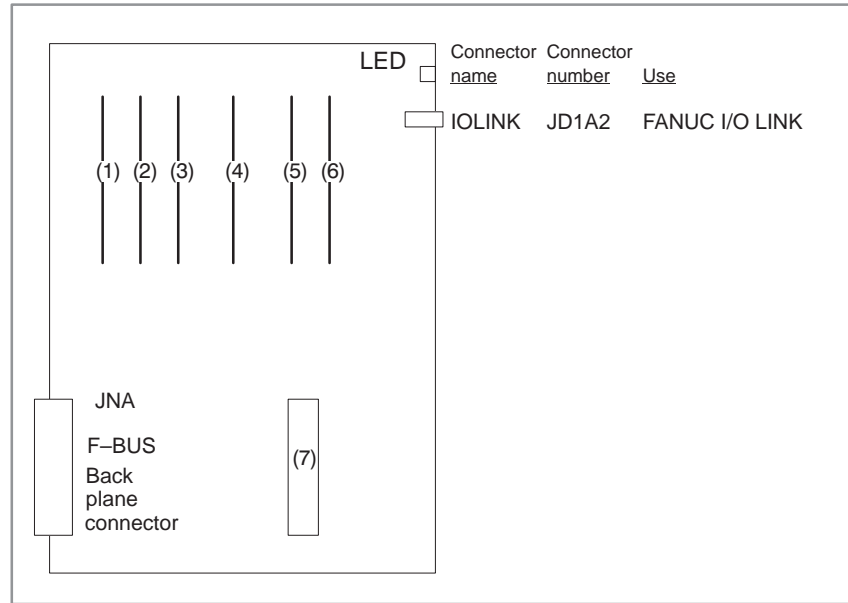 LED
Connector Connector
name number Use
IOLINK JD1A2 FANUC I/O LINK
(1) (2) (3) (4) (5) (6)
JNA
F–BUS
Back
plane
connector
(7)